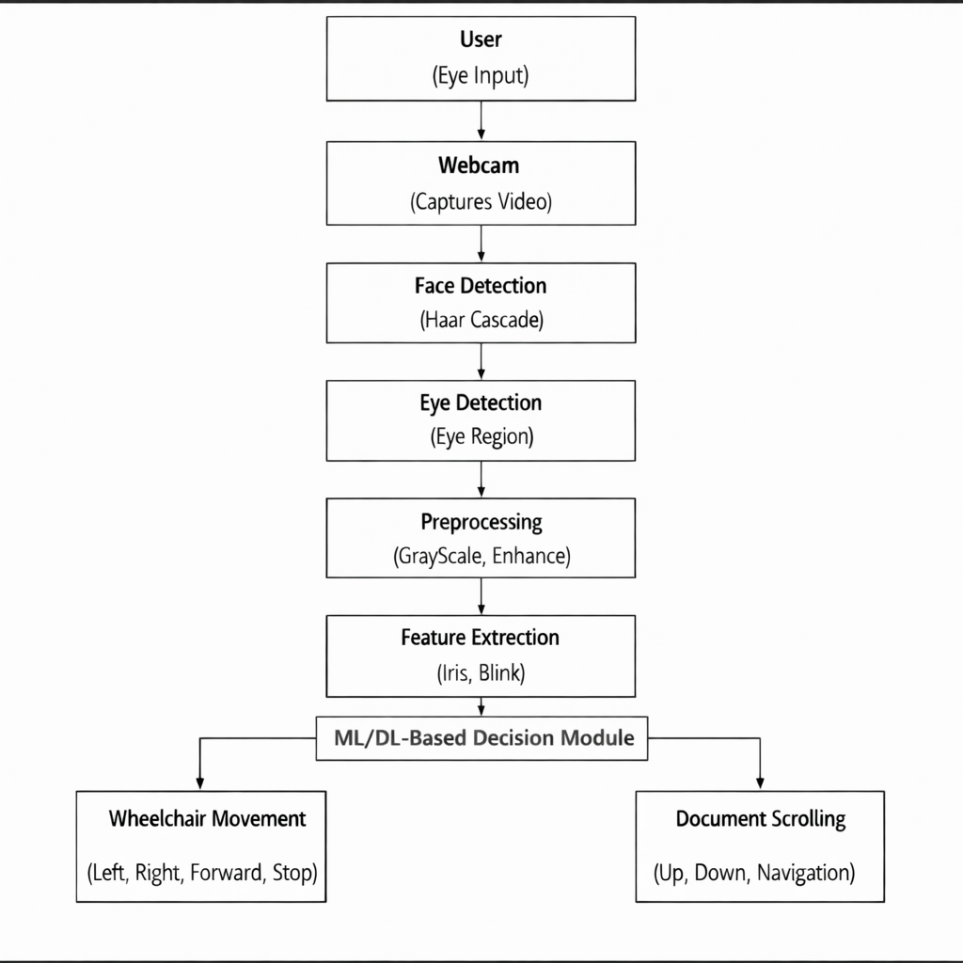 User
(Eye Input)
Webcam
(Captures Video)
Face Detection
(Haar Cascade)
Eye Detection
(Eye Region)
Preprocessing
(GrayScale, Enhance)
Feature Extrection
(Iris, Blink)
ML/DL-Based Decision Module
Wheelchair Movement
(Left, Right, Forward, Stop)
Document Scrolling
(Up, Down, Navigation)